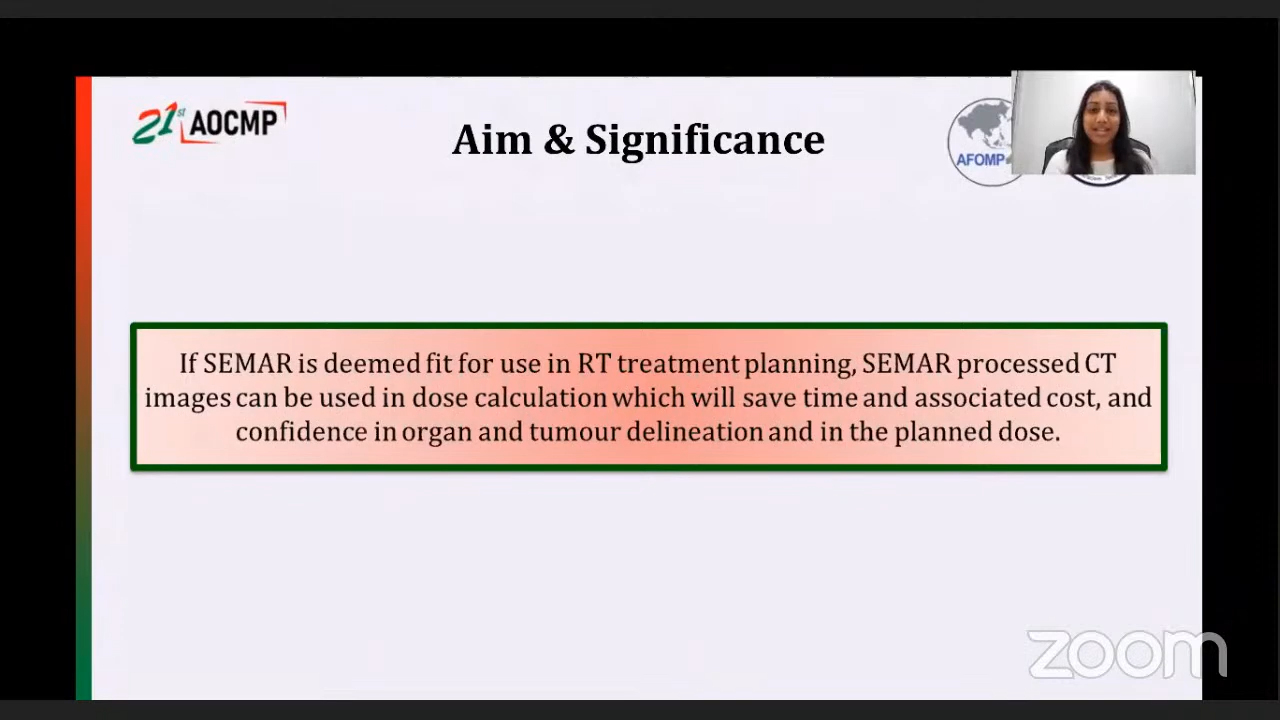 21st AOCMP
Aim & Significance
AFOMP
If SEMAR is deemed fit for use in RT treatment planning, SEMAR processed CT
images can be used in dose calculation which will save time and associated cost, and
confidence in organ and tumour delineation and in the planned dose.
zoom